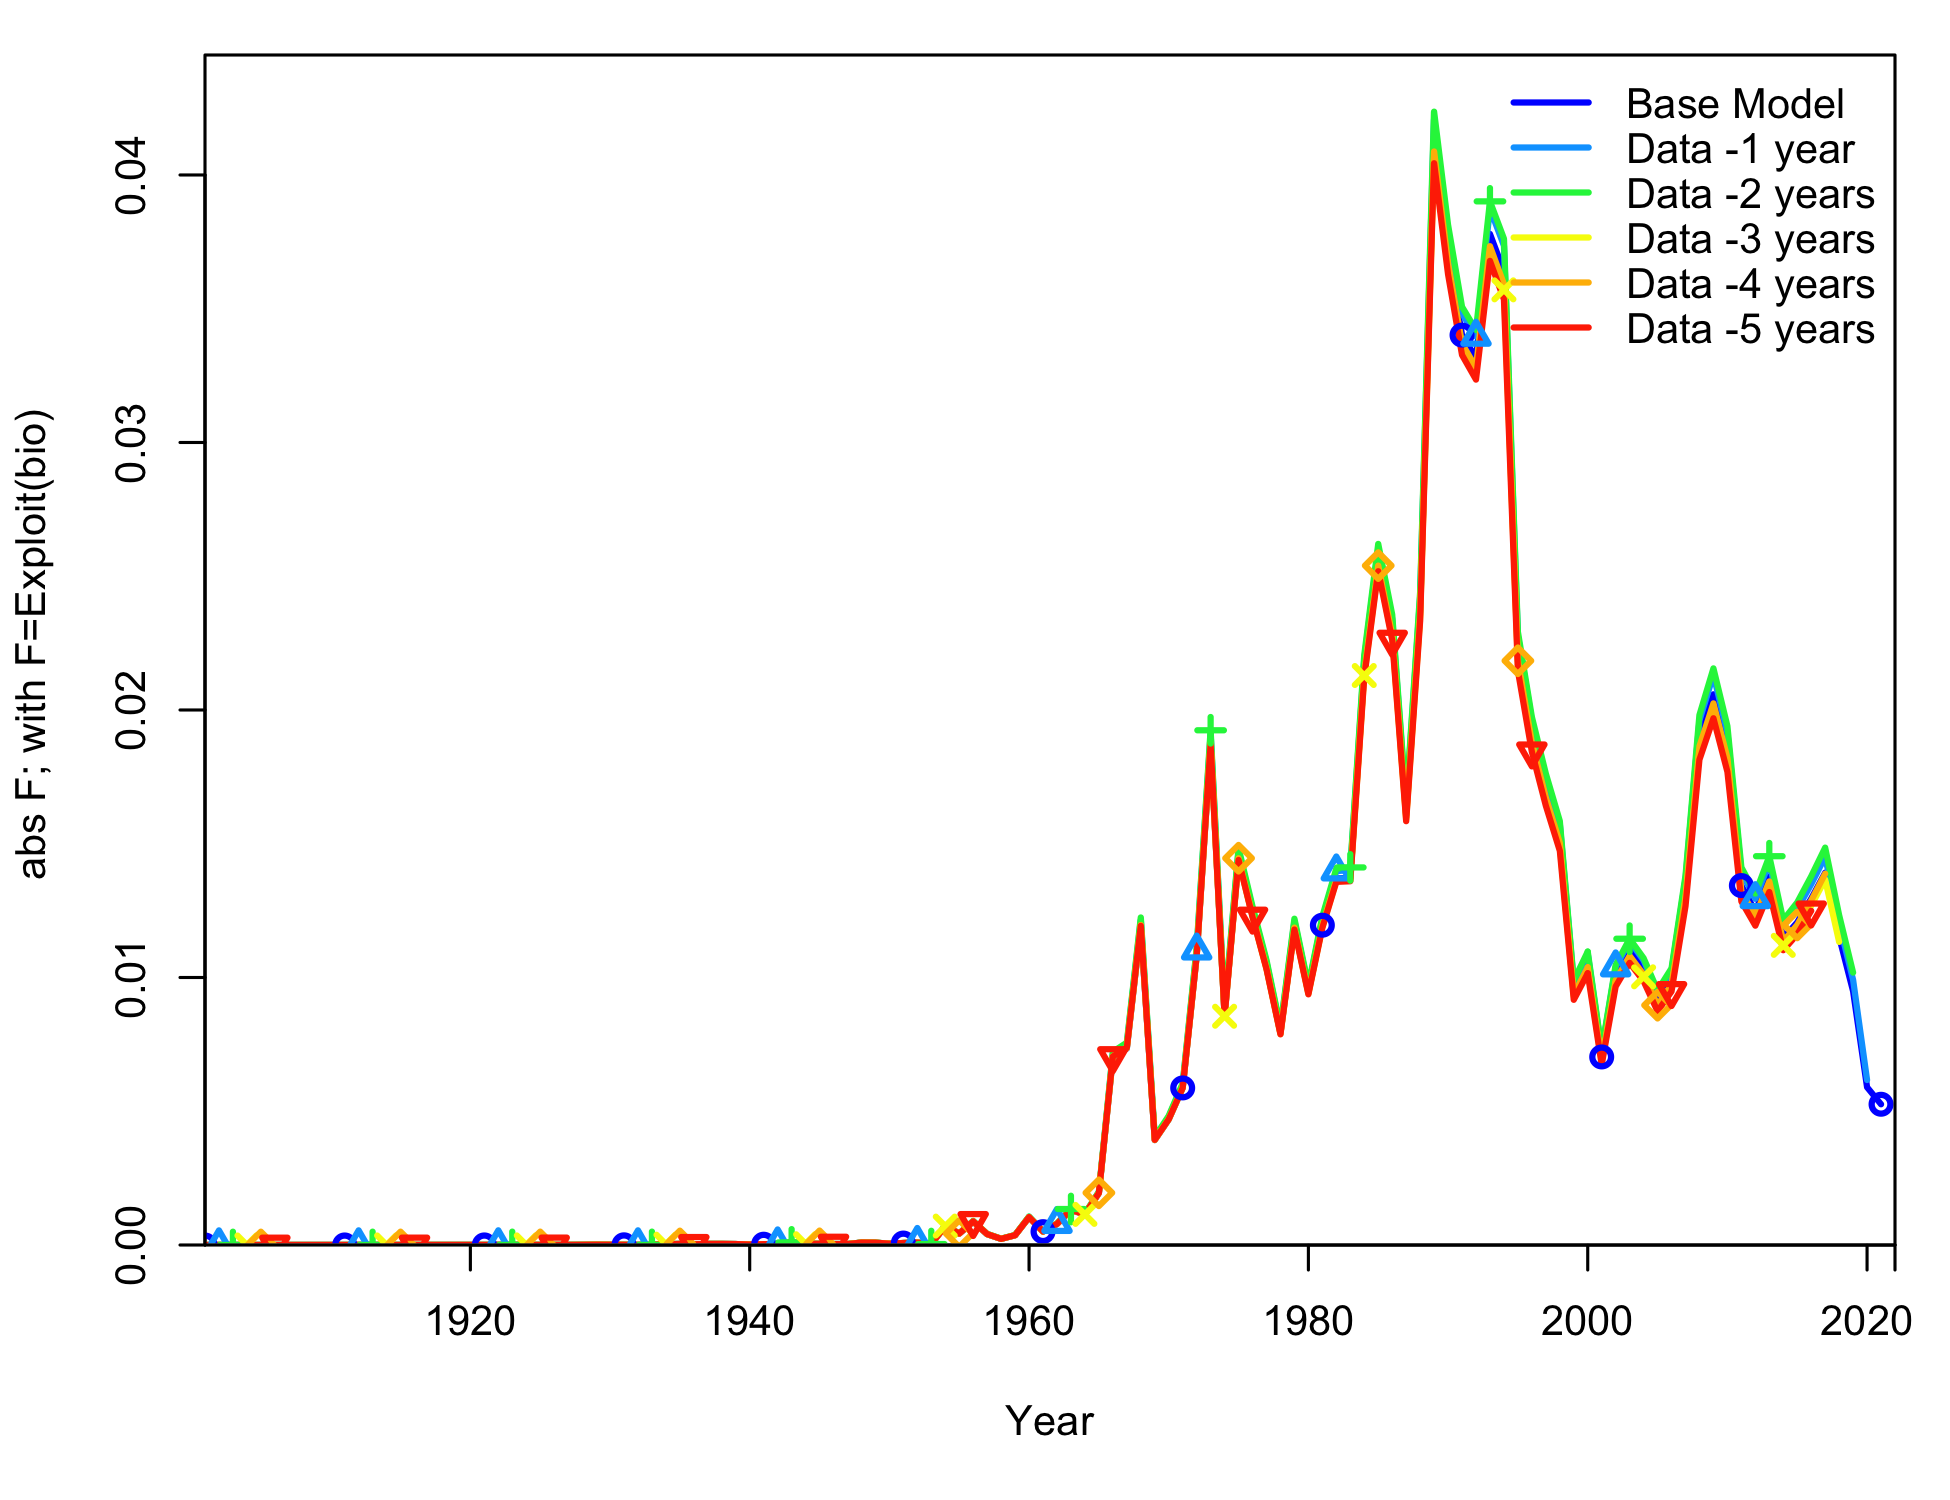 abs F; with F=Exploit(bio)
0.04
0.03
0.02
0.01
0.00
Base Model
Data -1 year
Data -2 years
Data -3 years
Data -4 years
Data -5 years
1920 1940 1960 1980 2000 2020
Year